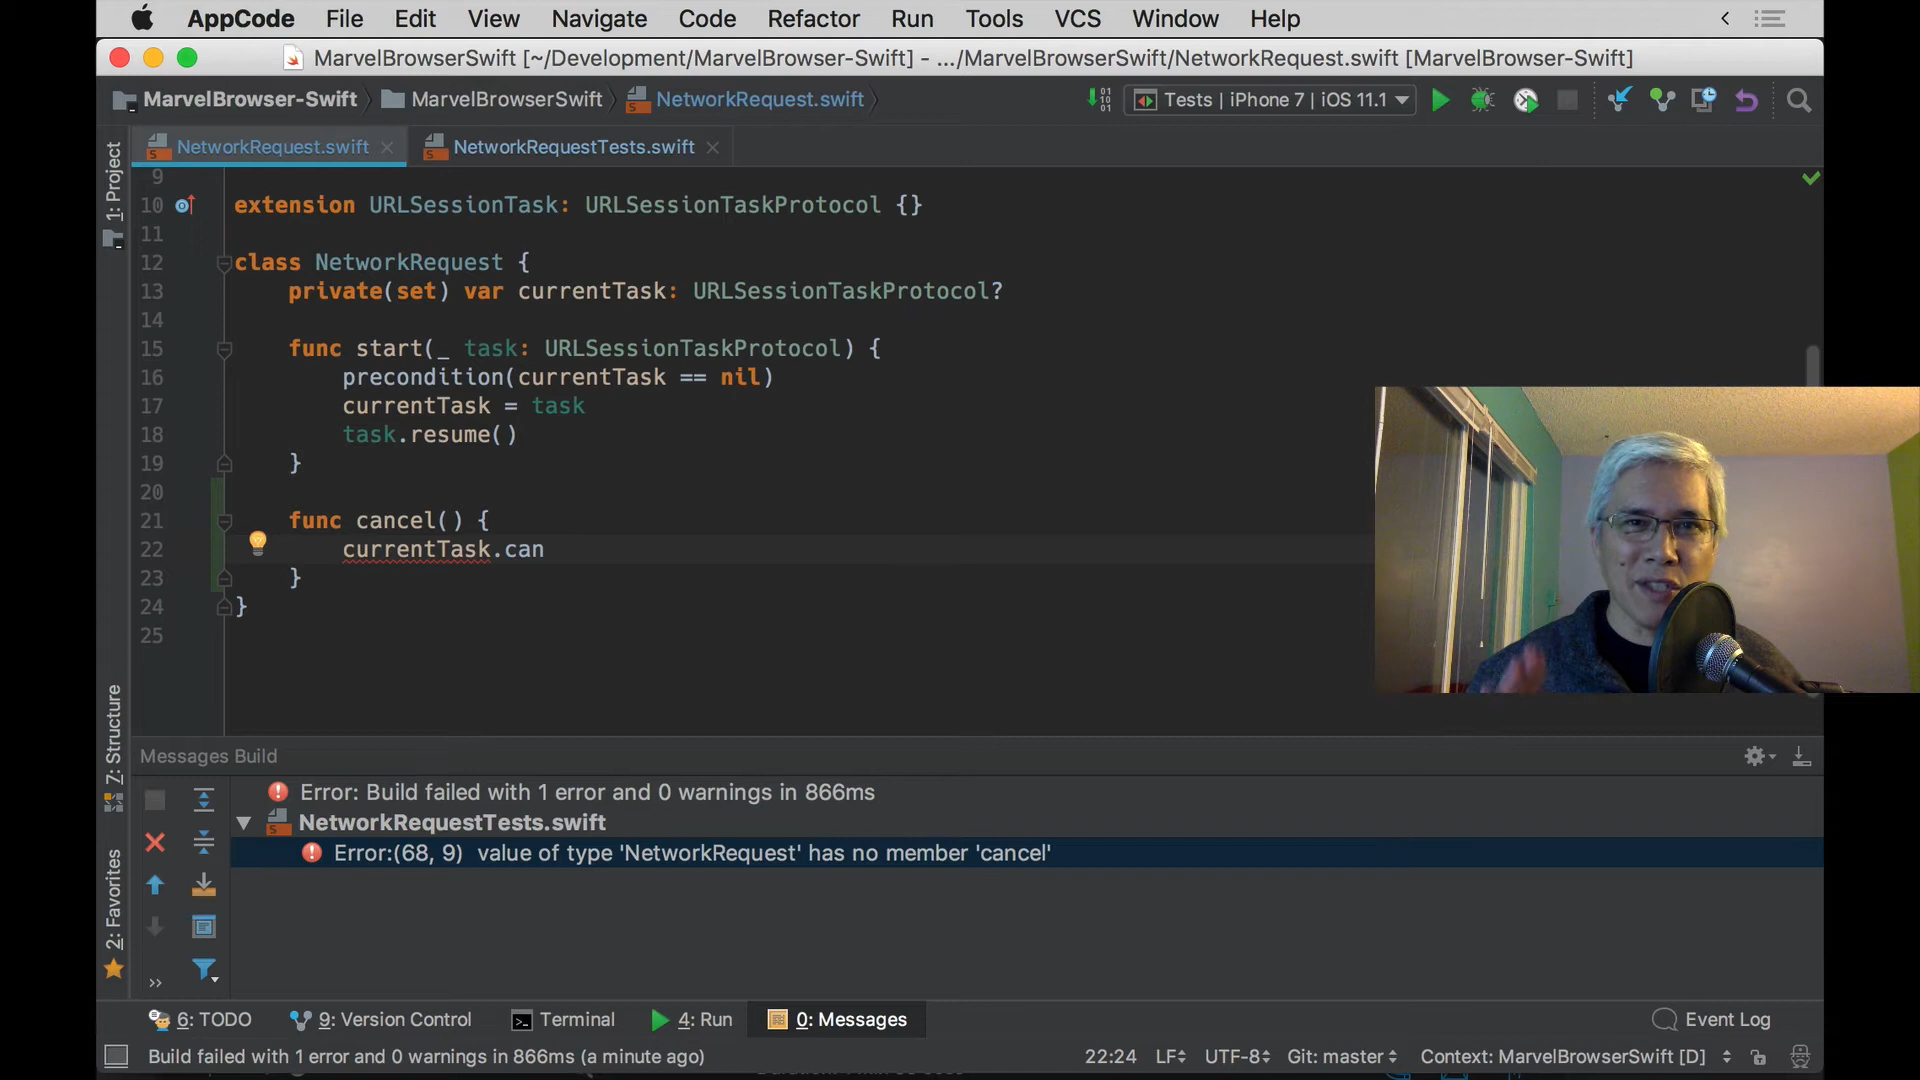 AppCode File Edit View Navigate Code Refactor Run Tools VCS Window Help
MarvelBrowserSwift [~/Development/MarvelBrowser-Swift] - .../MarvelBrowserSwift/NetworkRequest.swift [MarvelBrowser-Swift]
MarvelBrowser-Swift MarvelBrowserSwift NetworkRequest.swift Tests | iPhone 7 | iOS 11.1
NetworkRequest.swift NetworkRequestTests.swift
1: Project
9
10 extension URLSessionTask: URLSessionTaskProtocol {}
11
12 class NetworkRequest {
13 private(set) var currentTask: URLSessionTaskProtocol?
14
15 func start(_ task: URLSessionTaskProtocol) {
16 precondition(currentTask == nil)
17 currentTask = task
18 task.resume()
19 }
20
21 func cancel() {
22 currentTask.can
23 }
24 }
25
7: Structure
2: Favorites
Messages Build
Error: Build failed with 1 error and 0 warnings in 866ms
NetworkRequestTests.swift
Error:(68, 9) value of type 'NetworkRequest' has no member 'cancel'
6: TODO 9: Version Control Terminal 4: Run 0: Messages Event Log
Build failed with 1 error and 0 warnings in 866ms (a minute ago) 22:24 LF UTF-8 Git: master Context: MarvelBrowserSwift [D]